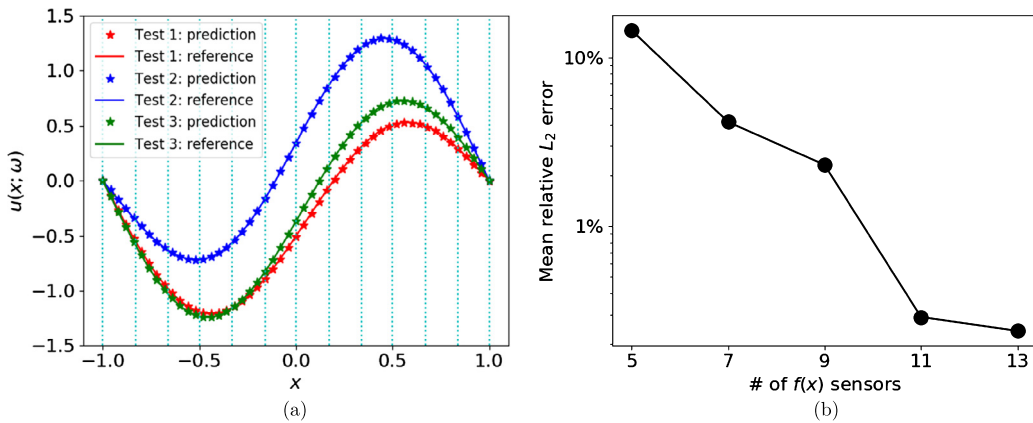 1.5
1.0
0.5
0.0
−0.5
−1.0
−1.5
u(x; ω)
Test 1: prediction
Test 1: reference
Test 2: prediction
Test 2: reference
Test 3: prediction
Test 3: reference
−1.0 −0.5 0.0 0.5 1.0
x
(a)
10%
1%
Mean relative L₂ error
5 7 9 11 13
# of f(x) sensors
(b)